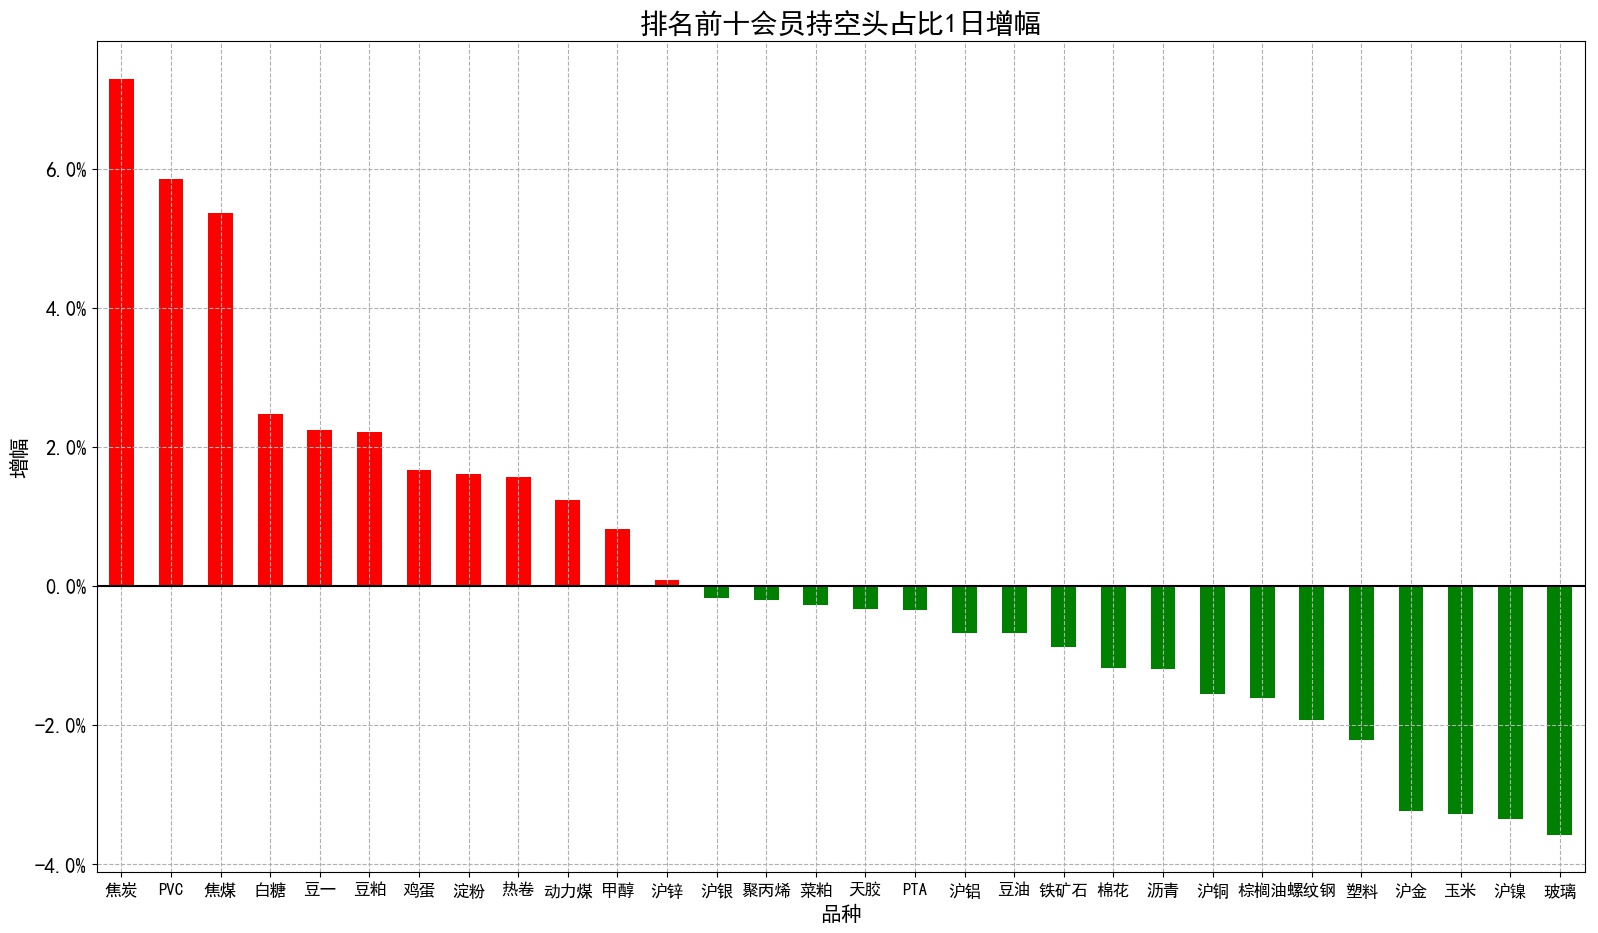 排名前十会员持空头占比1日增幅
增幅
6.0%
4.0%
2.0%
0.0%
-2.0%
-4.0%
焦炭 PVC 焦煤 白糖 豆一 豆粕 鸡蛋 淀粉 热卷 动力煤 甲醇 沪锌 沪银 聚丙烯 菜粕 天胶 PTA 沪铝 豆油 铁矿石 棉花 沥青 沪铜 棕榈油 螺纹钢 塑料 沪金 玉米 沪镍 玻璃
品种